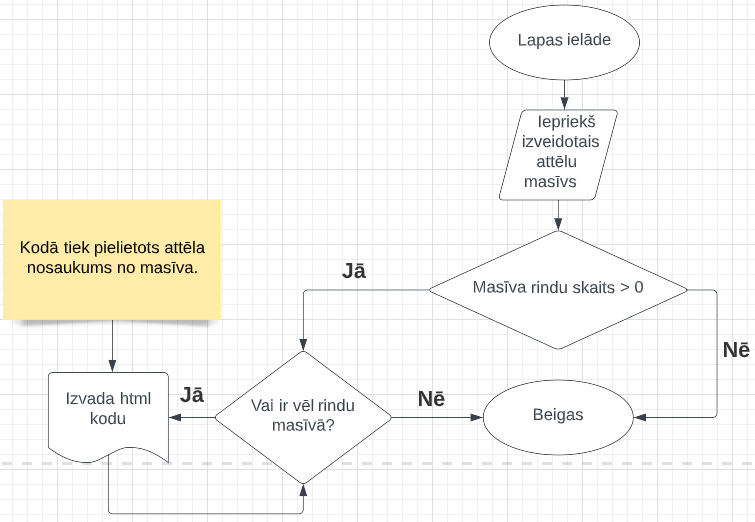 Lapas ielāde
Iepriekš
izveidotais
attēlu
masīvs
Masīva rindu skaits > 0
Jā
Nē
Kodā tiek pielietots attēla
nosaukums no masīva.
Vai ir vēl rindu
masīvā?
Jā
Nē
Izvada html
kodu
Beigas